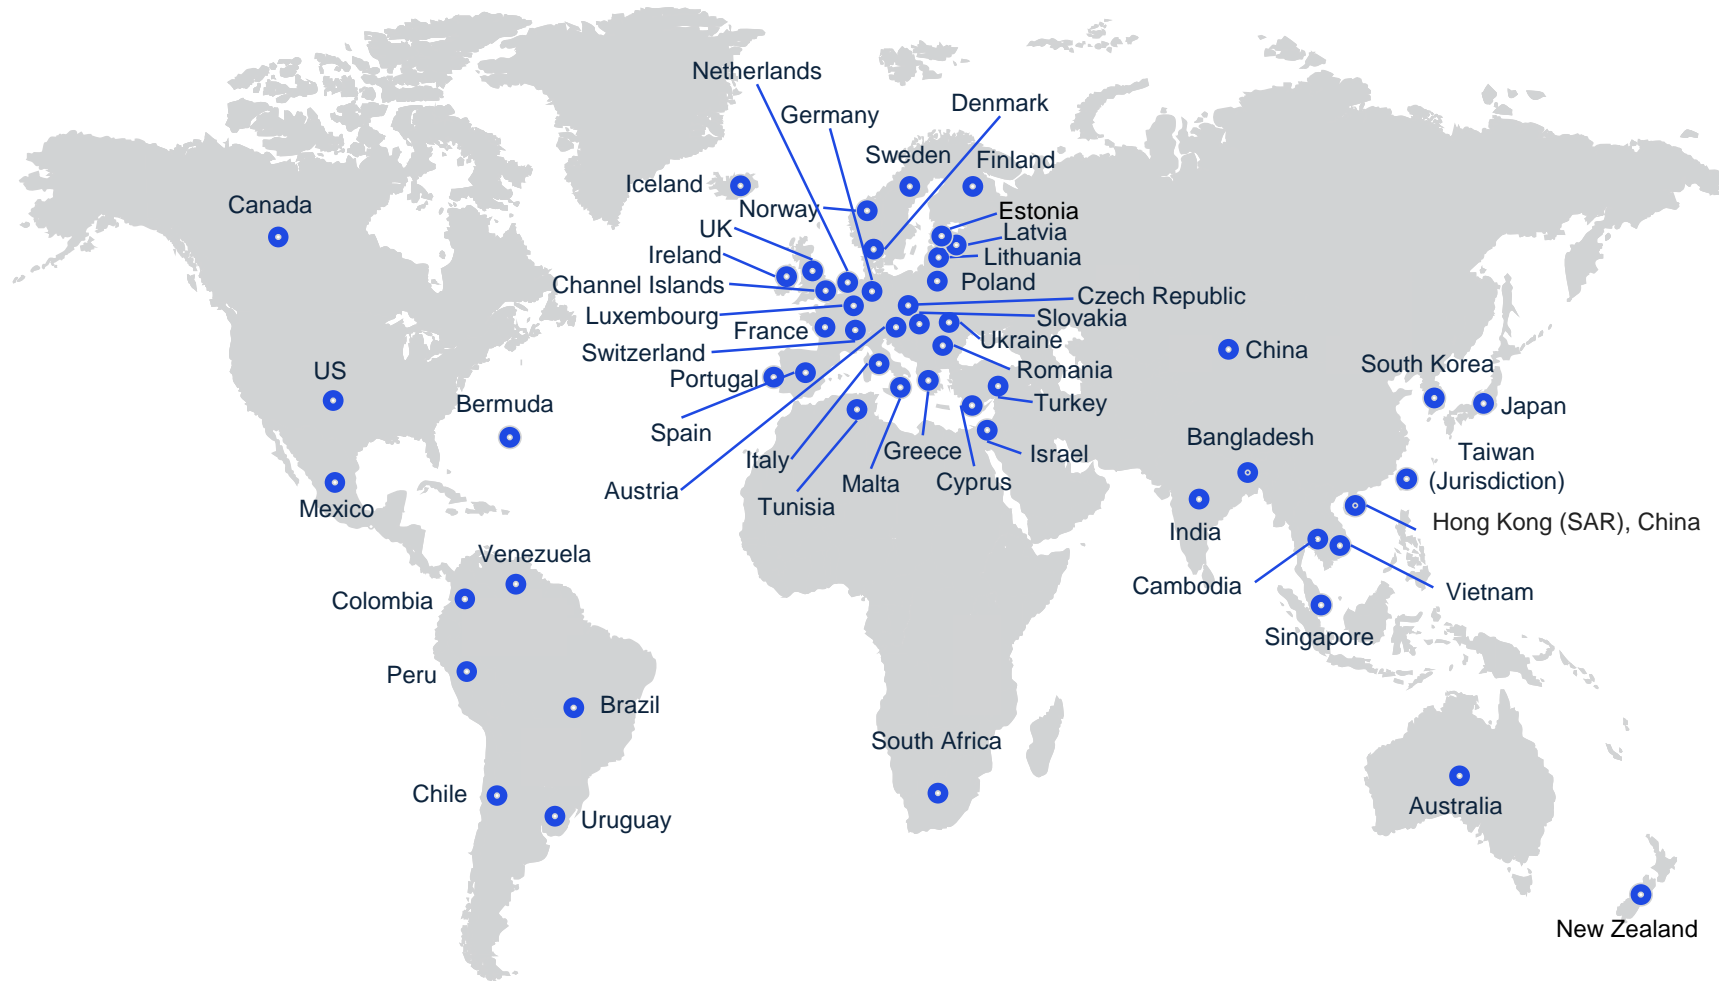 Netherlands
Denmark
Germany
Sweden
Finland
Iceland
Canada
Norway
Estonia
UK
Latvia
Ireland
Lithuania
Channel Islands
Poland
Czech Republic
Luxembourg
Slovakia
France
Ukraine
Switzerland
China
South Korea
US
Romania
Portugal
Bermuda
Turkey
Japan
Spain
Bangladesh
Greece
Israel
Taiwan
(Jurisdiction)
Italy
Malta
Cyprus
Austria
Tunisia
Mexico
India
Hong Kong (SAR), China
Venezuela
Cambodia
Vietnam
Colombia
Singapore
Peru
Brazil
South Africa
Chile
Australia
Uruguay
New Zealand